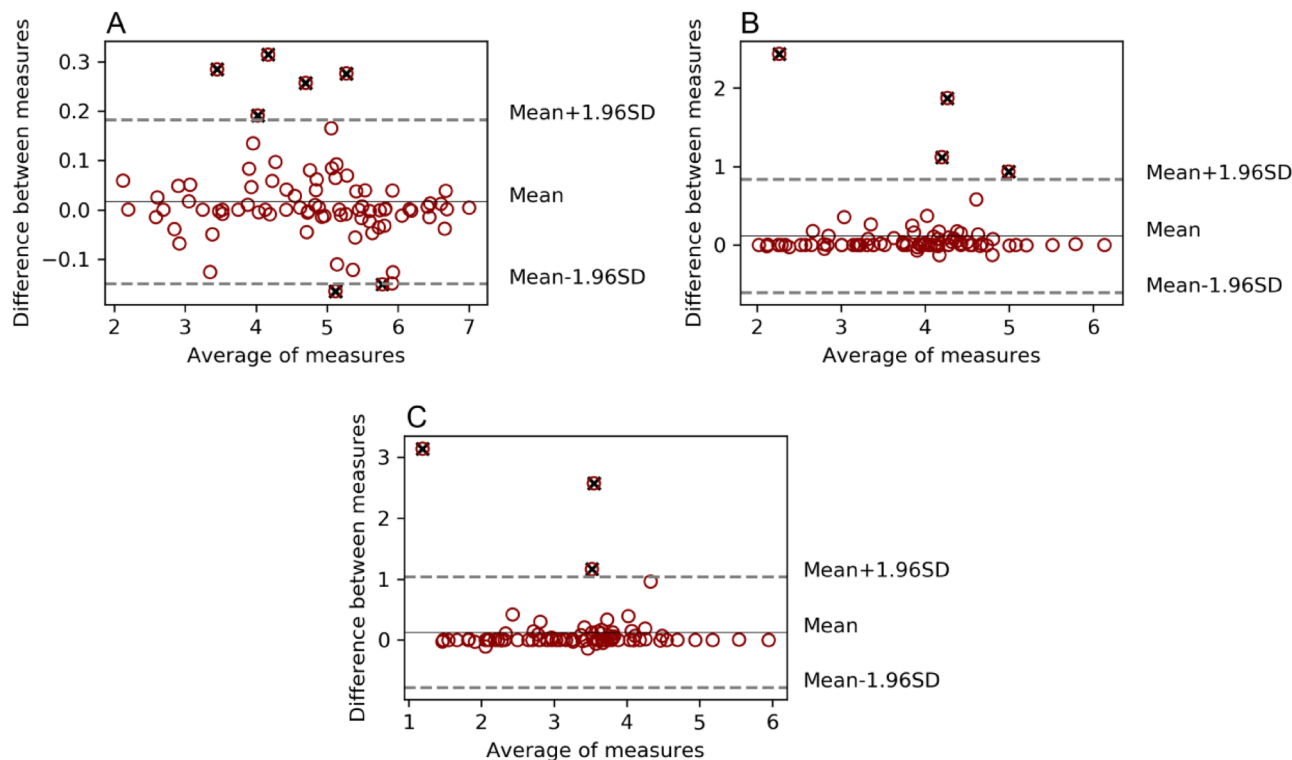 A
Difference between measures
0.3
0.2
0.1
0.0
−0.1
2 3 4 5 6 7
Average of measures
Mean+1.96SD
Mean
Mean-1.96SD
B
Difference between measures
2
1
0
2 3 4 5 6
Average of measures
Mean+1.96SD
Mean
Mean-1.96SD
C
Difference between measures
3
2
1
0
1 2 3 4 5 6
Average of measures
Mean+1.96SD
Mean
Mean-1.96SD